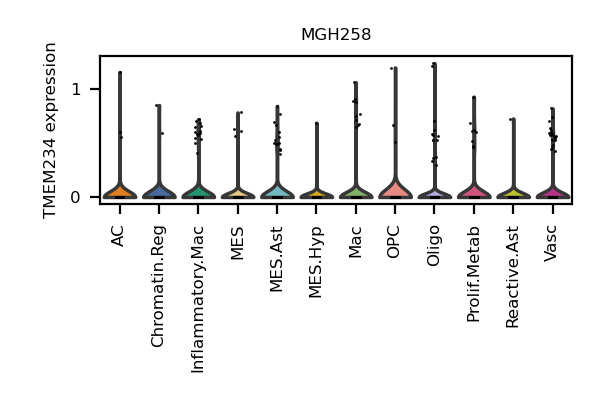 MGH258
TMEM234 expression
1
0
AC
Chromatin.Reg
Inflammatory.Mac
MES
MES.Ast
MES.Hyp
Mac
OPC
Oligo
Prolif.Metab
Reactive.Ast
Vasc